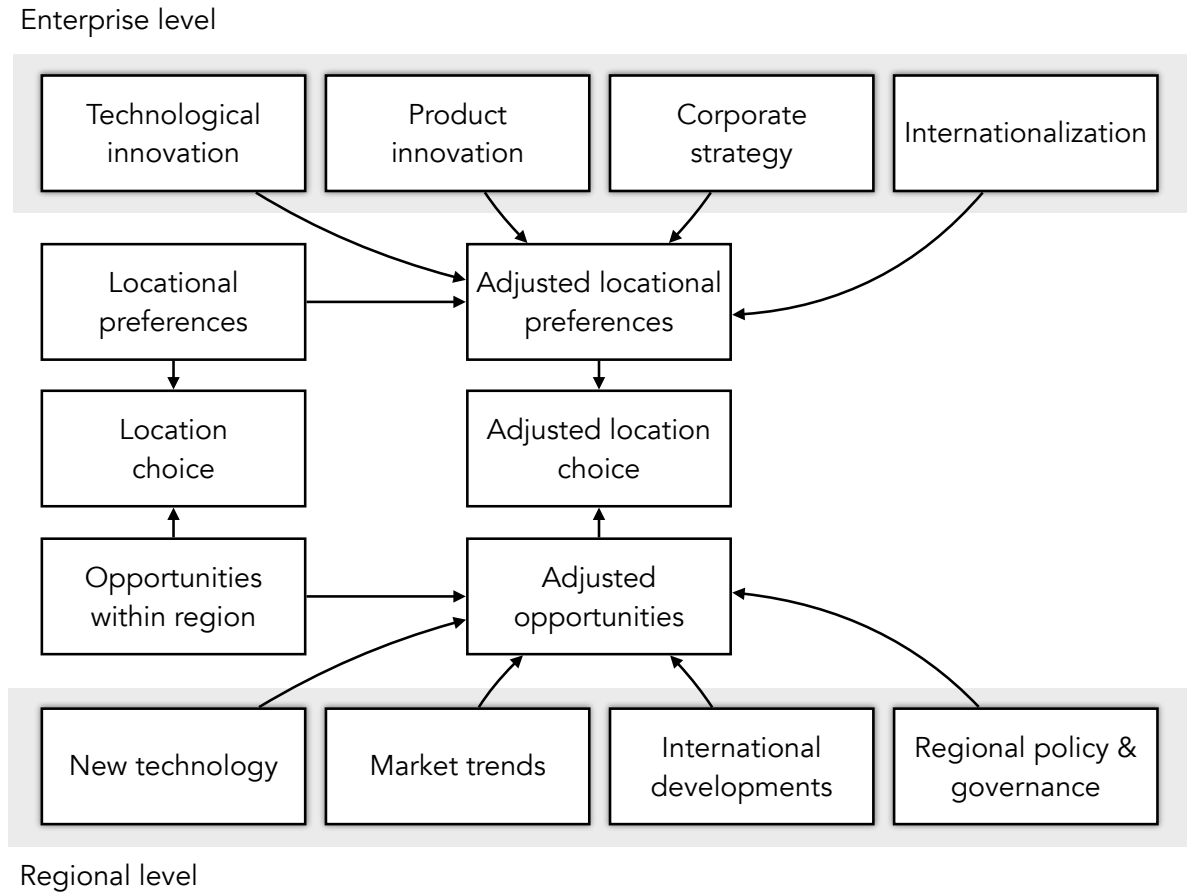 Enterprise level
Technological
innovation
Product
innovation
Corporate
strategy
Internationalization
Locational
preferences
Adjusted locational
preferences
Location
choice
Adjusted location
choice
Opportunities
within region
Adjusted
opportunities
New technology
Market trends
International
developments
Regional policy &
governance
Regional level